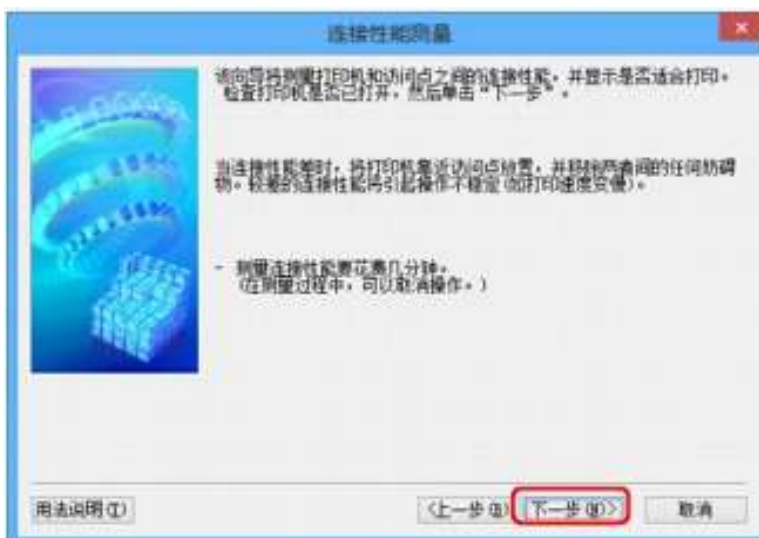 连接性能测量
该向导将测量打印机和访问点之间的连接性能，并显示是否适合打印。
检查打印机是否已打开，然后单击“下一步”。
当连接性能差时，将打印机靠近访问点放置，并移除两者间的任何妨碍
物。较差的连接性能将引起操作不稳定(如打印速度变慢)。
- 测量连接性能要花费几分钟。
(在测量过程中，可以取消操作。)
用法说明(I)
<上一步(B)
下一步(N)>
取消